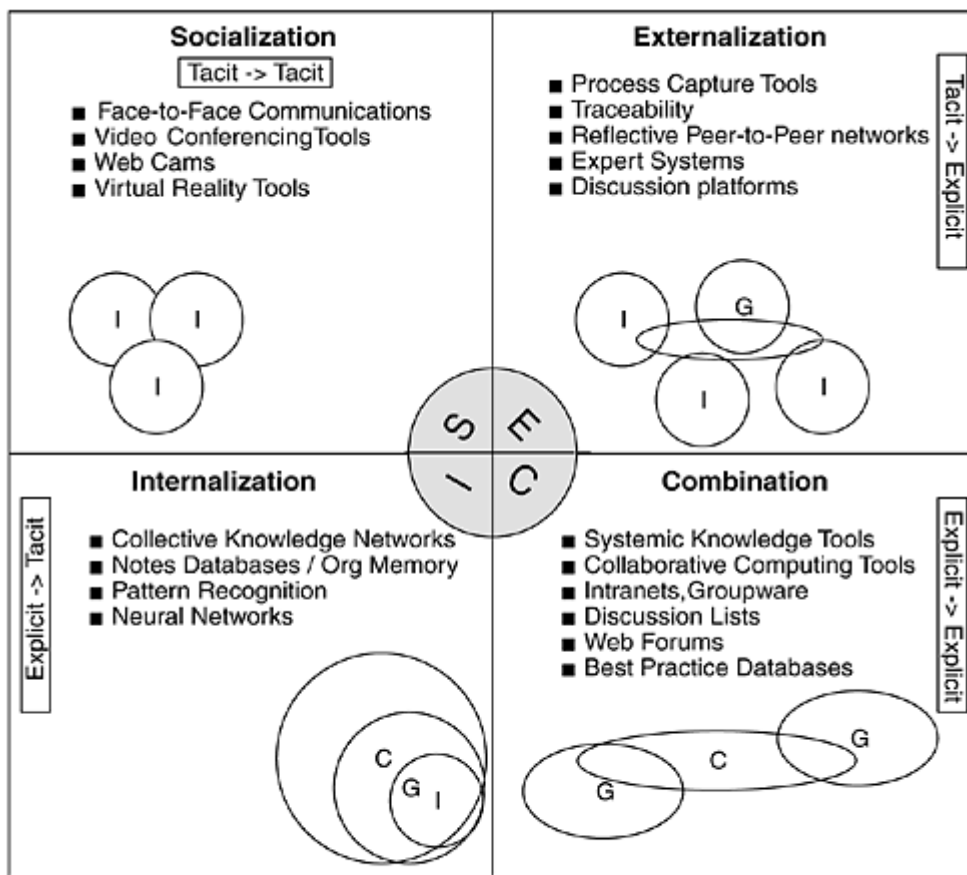 Socialization
Tacit -> Tacit
■ Face-to-Face Communications
■ Video ConferencingTools
■ Web Cams
■ Virtual Reality Tools
I
I
I
Externalization
■ Process Capture Tools
■ Traceability
■ Reflective Peer-to-Peer networks
■ Expert Systems
■ Discussion platforms
Tacit -> Explicit
I
G
I
I
S
E
I
C
Internalization
Explicit -> Tacit
■ Collective Knowledge Networks
■ Notes Databases / Org Memory
■ Pattern Recognition
■ Neural Networks
C
G
I
Combination
■ Systemic Knowledge Tools
■ Collaborative Computing Tools
■ Intranets,Groupware
■ Discussion Lists
■ Web Forums
■ Best Practice Databases
Explicit -> Explicit
G
C
G